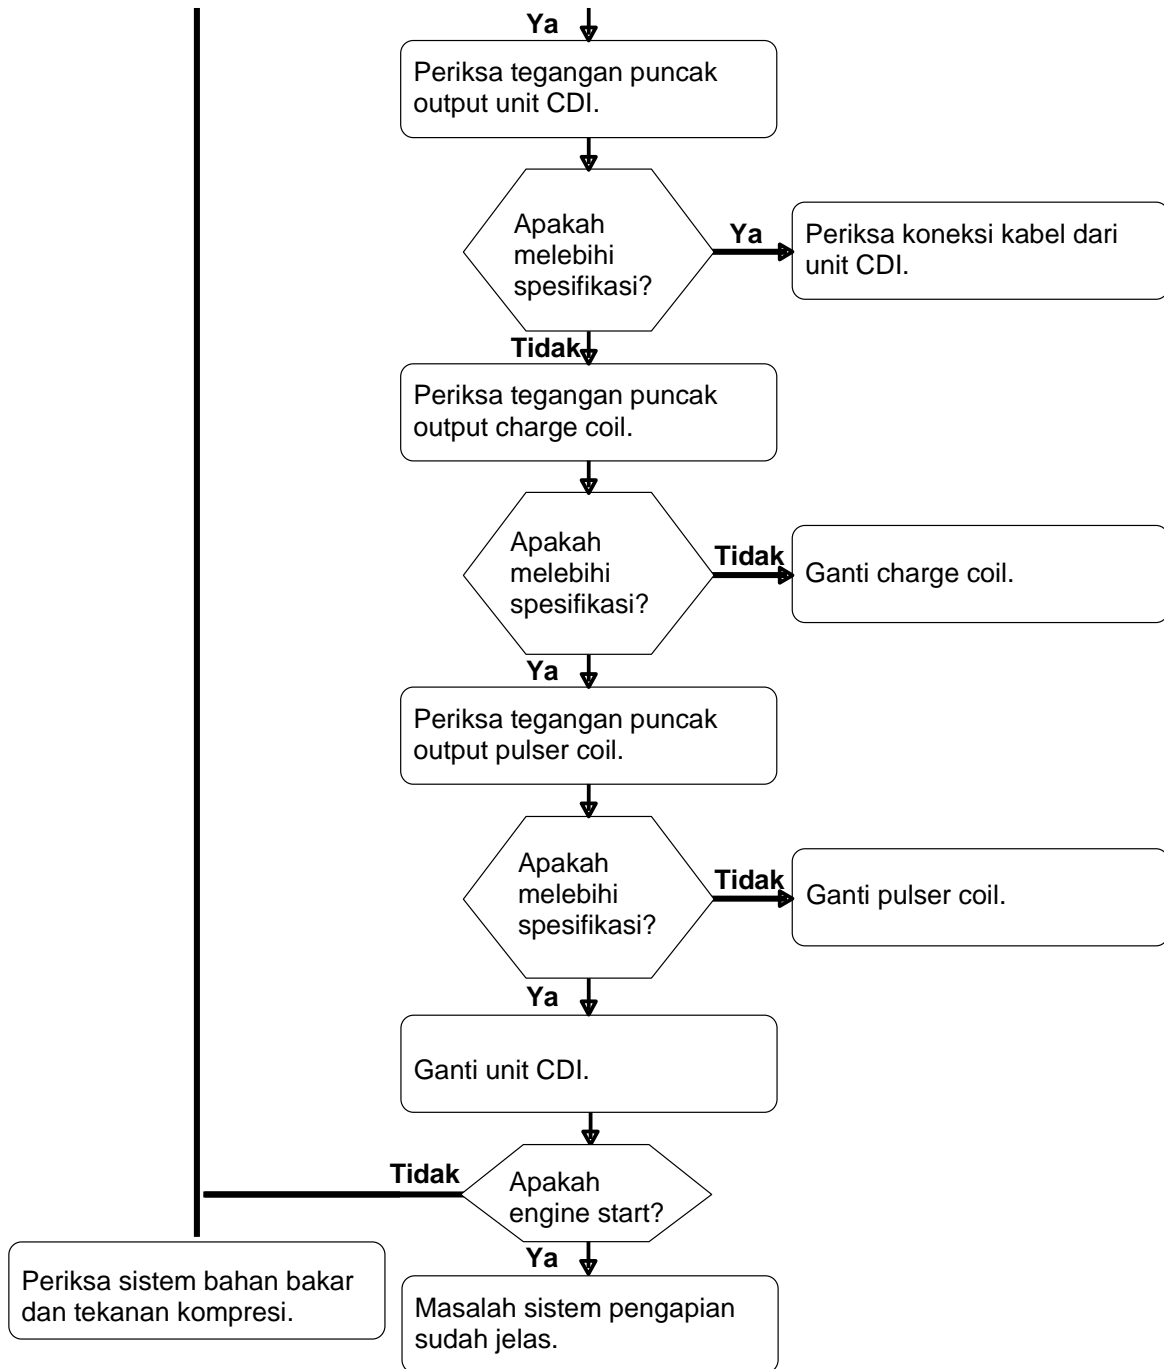 Ya
Periksa tegangan puncak
output unit CDI.
Apakah
melebihi
spesifikasi?
Ya
Periksa koneksi kabel dari
unit CDI.
Tidak
Periksa tegangan puncak
output charge coil.
Apakah
melebihi
spesifikasi?
Tidak
Ganti charge coil.
Ya
Periksa tegangan puncak
output pulser coil.
Apakah
melebihi
spesifikasi?
Tidak
Ganti pulser coil.
Ya
Ganti unit CDI.
Tidak
Apakah
engine start?
Ya
Periksa sistem bahan bakar
dan tekanan kompresi.
Masalah sistem pengapian
sudah jelas.